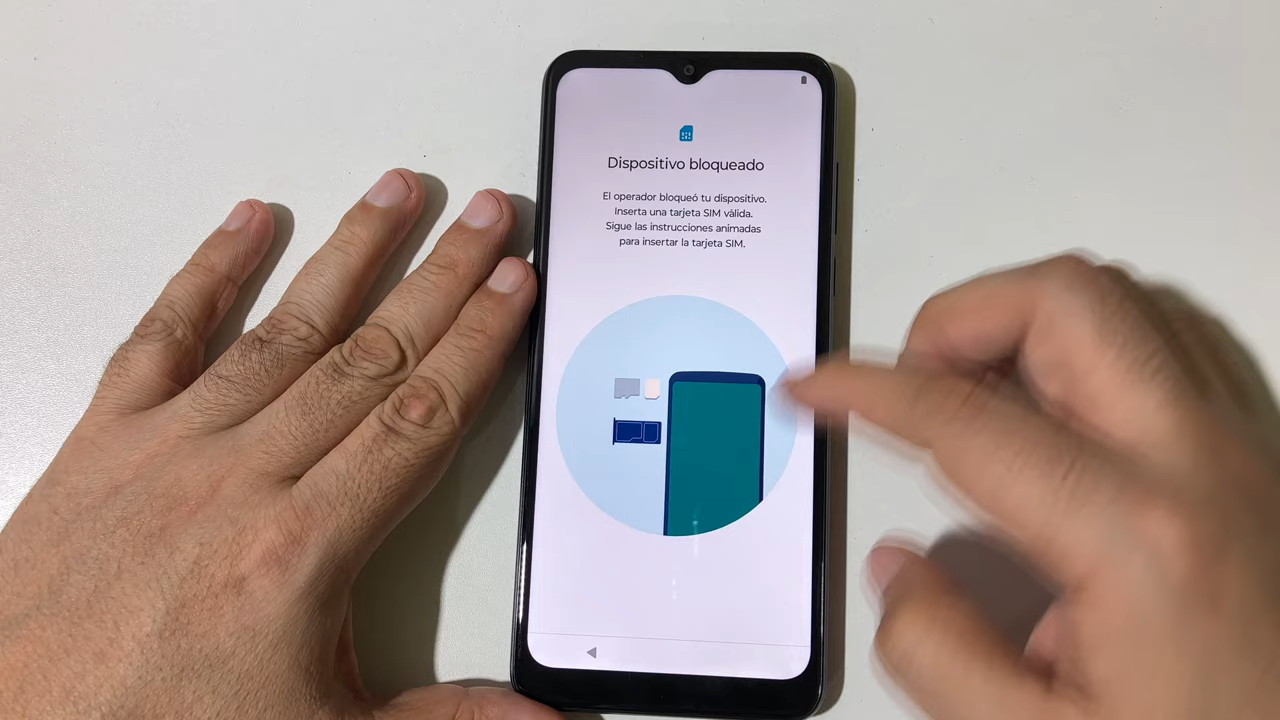 Dispositivo bloqueado
El operador bloqueó tu dispositivo.
Inserta una tarjeta SIM válida.
Sigue las instrucciones animadas
para insertar la tarjeta SIM.